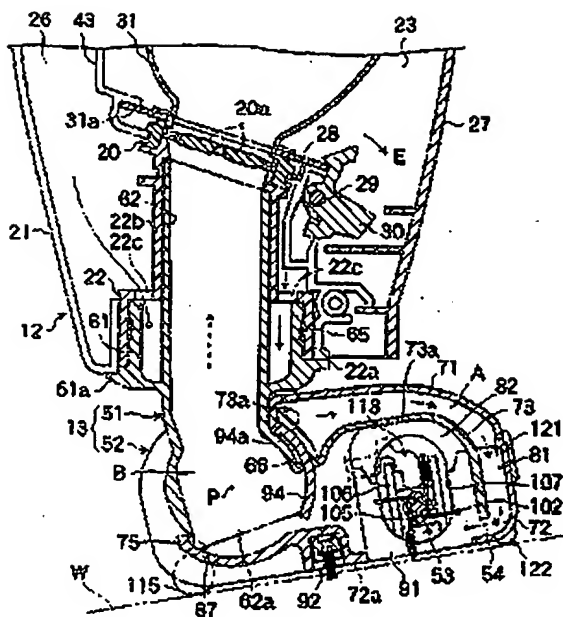 26 43 31 23
31a 20a 27
20 28 E
62 29
22b
21 22c 30
22 22c
12 61 65
61a 22a 73a 71 A
51 73a 118 82 73
13 52 94a 121
66 81
B 106 107
P 94 105 102
75 72
W 115 87 62a 92 72a 91 53 54 122